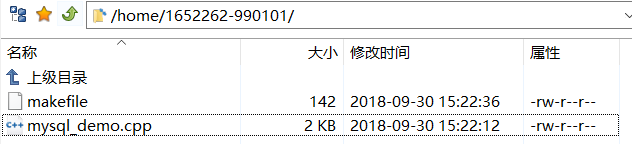 /home/1652262-990101/
名称 大小 修改时间 属性
上级目录
makefile 142 2018-09-30 15:22:36 -rw-r--r--
mysql_demo.cpp 2 KB 2018-09-30 15:22:12 -rw-r--r--